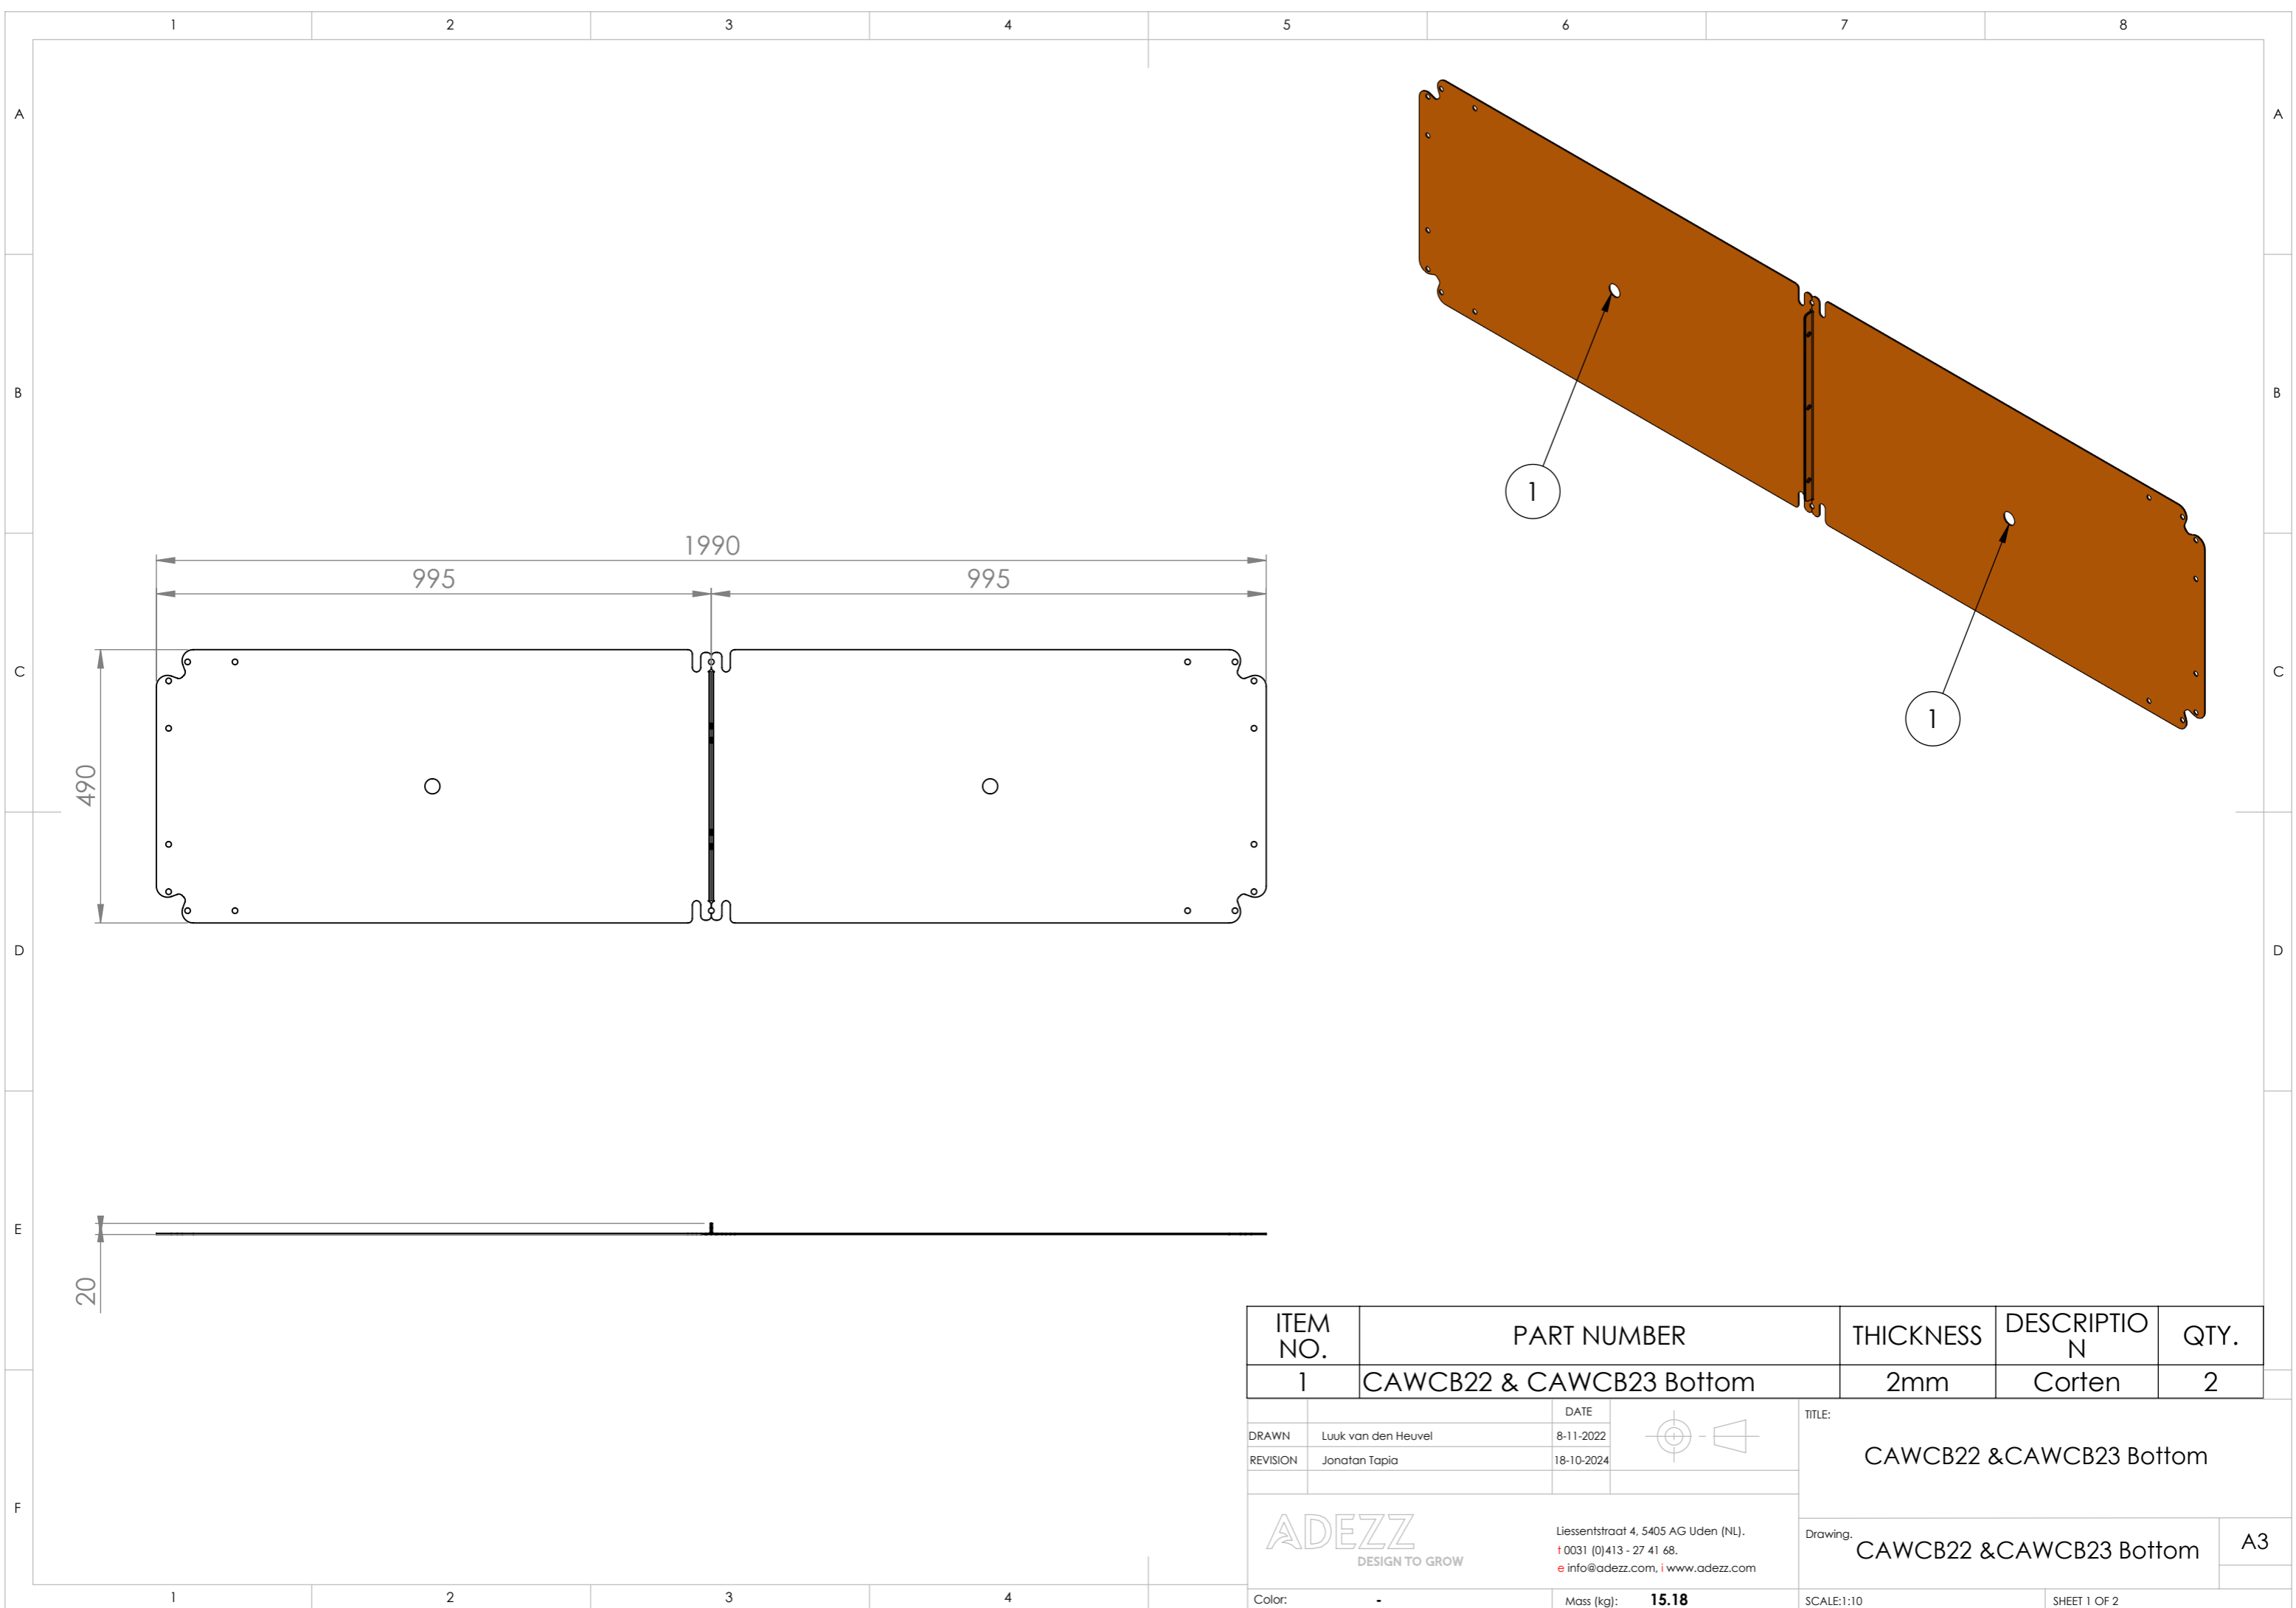 1 2 3 4 5 6 7 8
A A
B B
C C
D D
E
F
1
1
1990
995 995
490
20
ITEM NO. PART NUMBER THICKNESS DESCRIPTIO N QTY.
1 CAWCB22 & CAWCB23 Bottom 2mm Corten 2
DATE
DRAWN Luuk van den Heuvel 8-11-2022
REVISION Jonatan Tapia 18-10-2024
TITLE:
CAWCB22 &CAWCB23 Bottom
ADEZZ
DESIGN TO GROW
Liessentstraat 4, 5405 AG Uden (NL).
t 0031 (0)413 - 27 41 68.
e info@adezz.com, i www.adezz.com
Drawing. CAWCB22 &CAWCB23 Bottom A3
Color: - Mass (kg): 15.18 SCALE:1:10 SHEET 1 OF 2
1 2 3 4